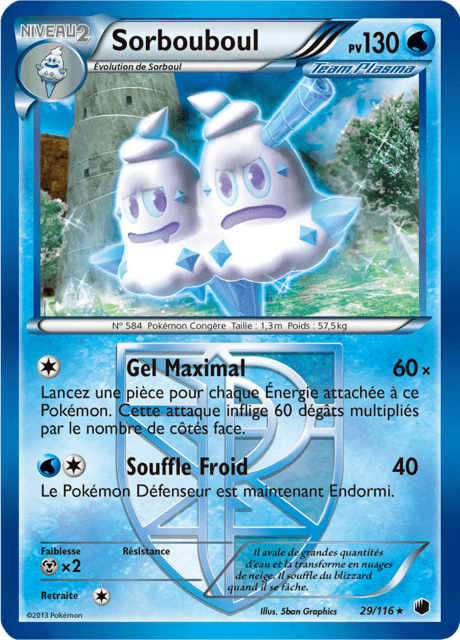 NIVEAU2
Sorbouboul
PV130
Évolution de Sorboul
Team Plasma
N° 584 Pokémon Congère Taille : 1,3m Poids : 57,5kg
Gel Maximal 60×
Lancez une pièce pour chaque Énergie attachée à ce
Pokémon. Cette attaque inflige 60 dégâts multipliés
par le nombre de côtés face.
Souffle Froid 40
Le Pokémon Défenseur est maintenant Endormi.
Faiblesse
Résistance
×2
Retraite
Il avale de grandes quantités
d'eau et la transforme en nuages
de neige. Il souffle du blizzard
quand il se fâche.
©2013 Pokémon
Illus. 5ban Graphics
29/116★